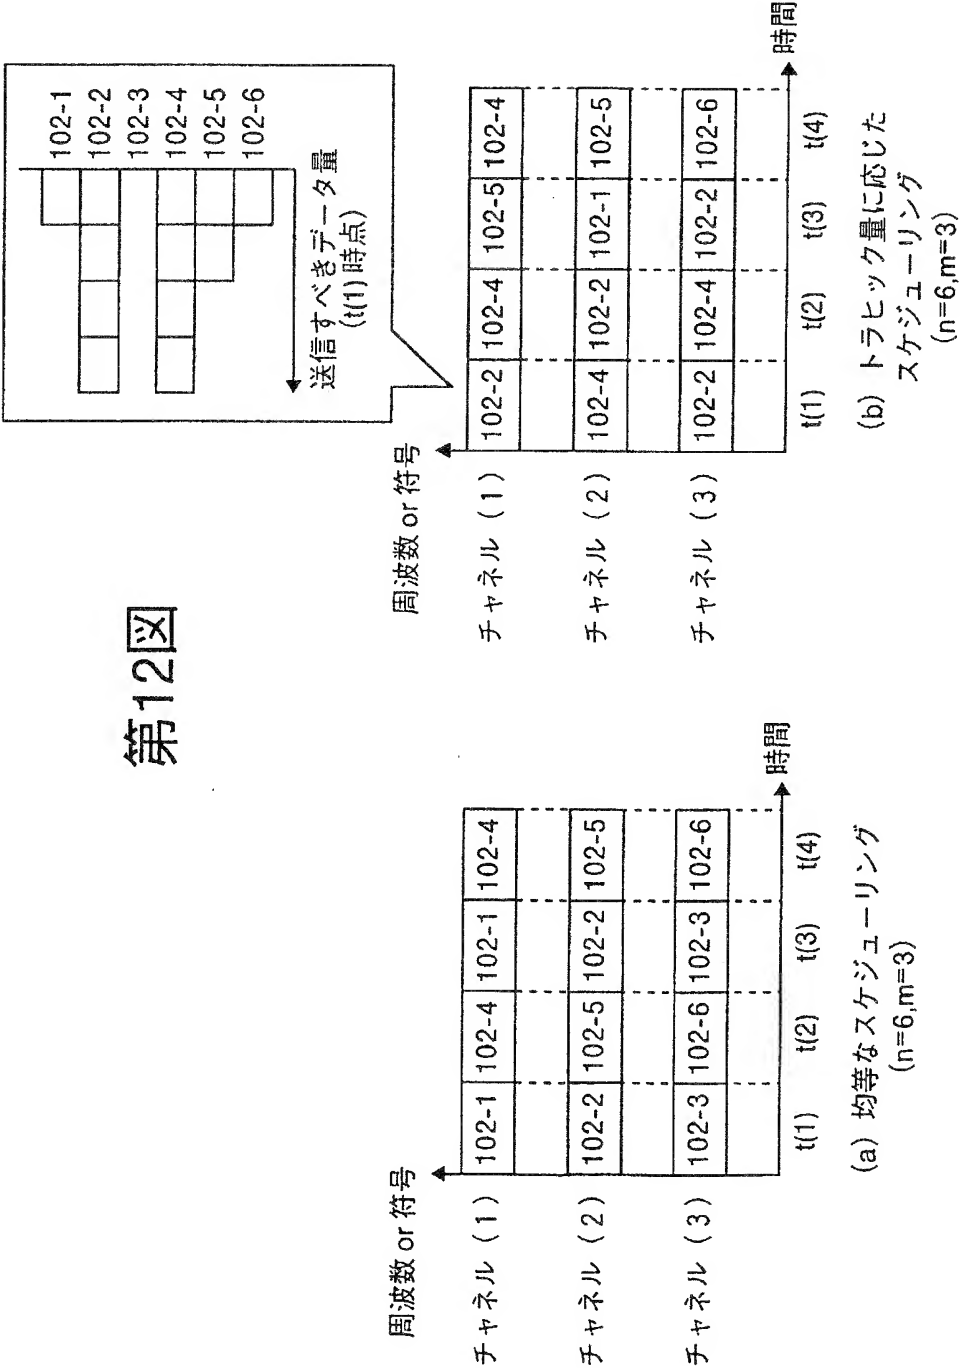 第12図
周波数 or 符号
チャネル（1） 102-1 102-4 102-1 102-4
チャネル（2） 102-2 102-5 102-2 102-5
チャネル（3） 102-3 102-6 102-3 102-6
時間
t(1) t(2) t(3) t(4)
(a) 均等なスケジューリング
(n=6,m=3)
102-1
102-2
102-3
102-4
102-5
102-6
送信すべきデータ量
(t(1)時点)
周波数 or 符号
チャネル（1） 102-2 102-4 102-5 102-4
チャネル（2） 102-4 102-2 102-1 102-5
チャネル（3） 102-2 102-4 102-2 102-6
時間
t(1) t(2) t(3) t(4)
(b) トラヒック量に応じた
スケジューリング
(n=6,m=3)